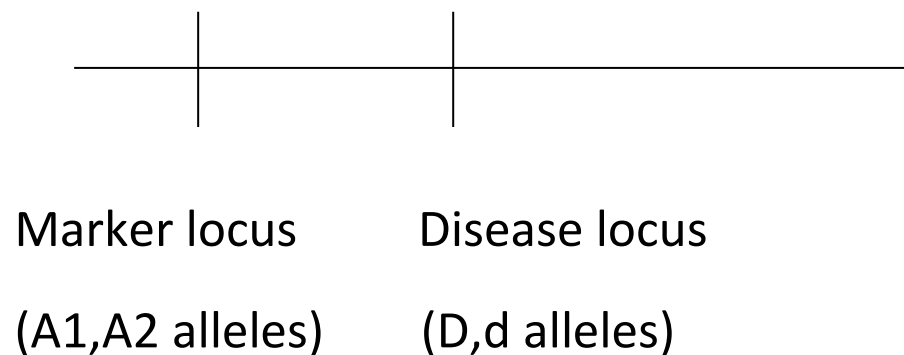 Marker locus Disease locus
(A1,A2 alleles) (D,d alleles)